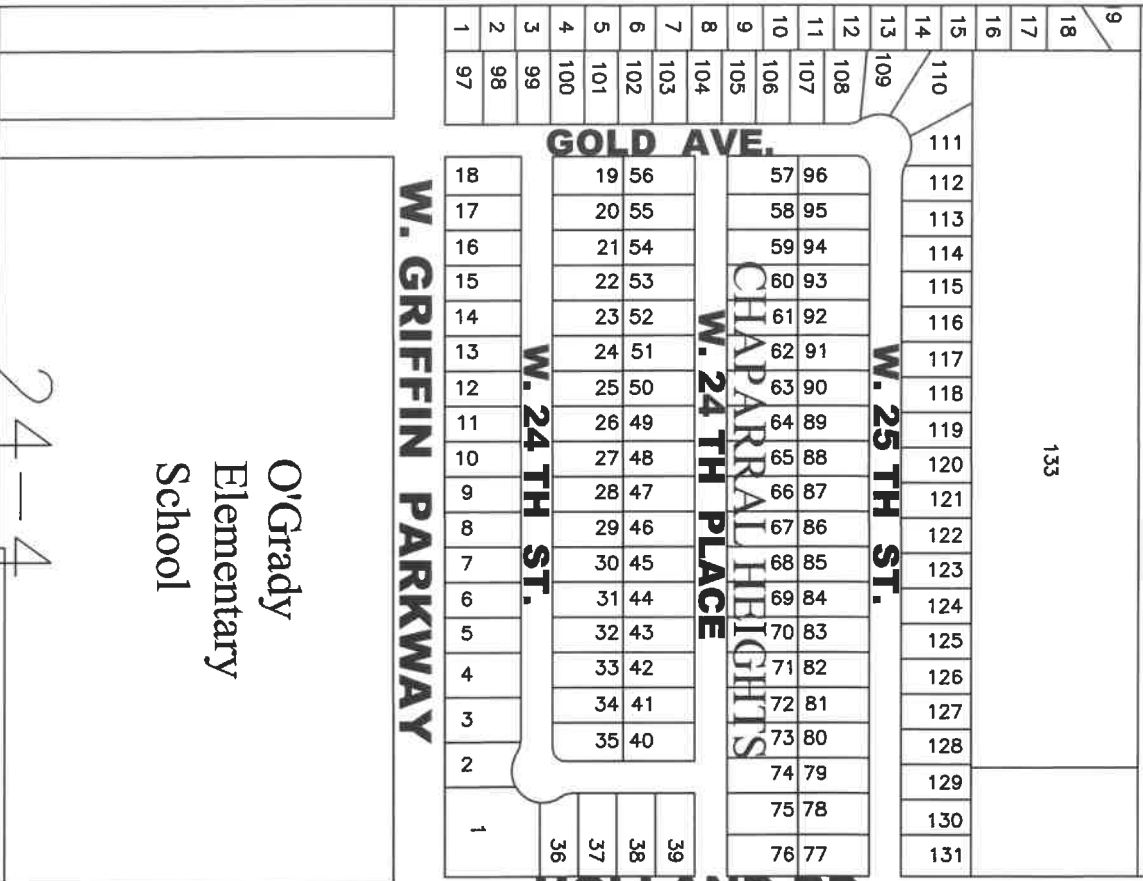 1 2 3 4 5 6 7 8 9 10 11 12 13 14 15 16 17 18
97 98 99 100 101 102 103 104 105 106 107 108 109 110
GOLD AVE.
111
18 19 56 57 96 112
17 20 55 58 95 113
16 21 54 59 94 114
15 22 53 60 93 115
14 23 52 61 92 116
13 24 51 62 91 117
12 25 50 63 90 118
11 26 49 64 89 119
10 27 48 65 88 120
9 28 47 66 87 121
8 29 46 67 86 122
7 30 45 68 85 123
6 31 44 69 84 124
5 32 43 70 83 125
4 33 42 71 82 126
3 34 41 72 81 127
2 35 40 73 80 128
74 79 129
75 78 130
76 77 131
1 36 37 38 39
133
W. 25 TH ST.
CHAPARRAL HEIGHTS
W. 24 TH PLACE
W. 24 TH ST.
W. GRIFFIN PARKWAY
O'Grady
Elementary
School
24-4